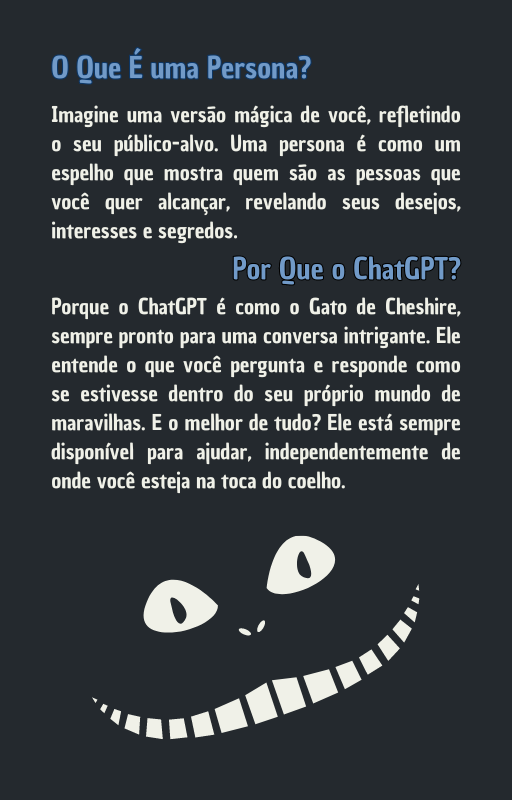 O Que É uma Persona?
Imagine uma versão mágica de você, refletindo
o seu público-alvo. Uma persona é como um
espelho que mostra quem são as pessoas que
você quer alcançar, revelando seus desejos,
interesses e segredos.
Por Que o ChatGPT?
Porque o ChatGPT é como o Gato de Cheshire,
sempre pronto para uma conversa intrigante. Ele
entende o que você pergunta e responde como
se estivesse dentro do seu próprio mundo de
maravilhas. E o melhor de tudo? Ele está sempre
disponível para ajudar, independentemente de
onde você esteja na toca do coelho.